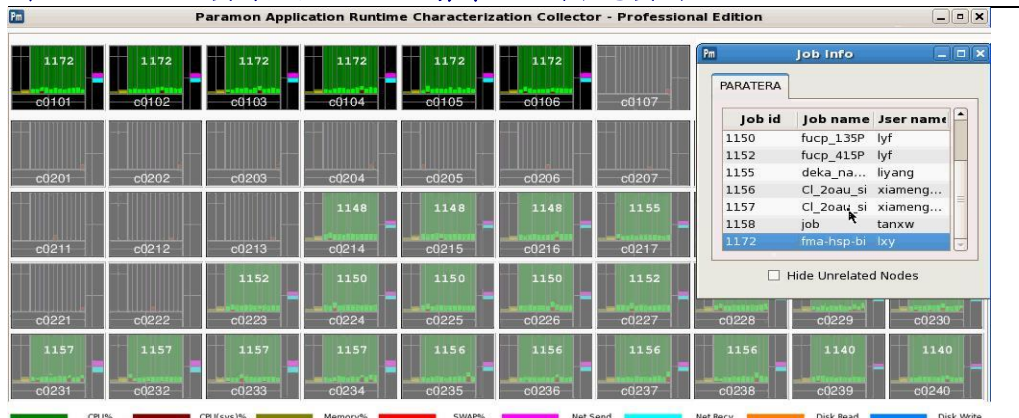 Pm Paramon Application Runtime Characterization Collector - Professional Edition
1172 1172 1172 1172 1172 1172
c0101 c0102 c0103 c0104 c0105 c0106 c0107
Pm Job Info
PARATERA
Job id Job name Jser name
1150 fucp_135P lyf
1152 fucp_415P lyf
1155 deka_na... liyang
1156 Cl_2oau_si xiameng...
1157 Cl_2oau_si xiameng...
1158 job tanxw
1172 fma-hsp-bi lxy
Hide Unrelated Nodes
c0201 c0202 c0203 c0204 c0205 c0206 c0207
1148 1148 1148 1155
c0211 c0212 c0213 c0214 c0215 c0216 c0217
1152 1150 1150 1150 1152
c0221 c0222 c0223 c0224 c0225 c0226 c0227 c0228 c0229 c0230
1157 1157 1157 1157 1156 1156 1156 1156 1140 1140
c0231 c0232 c0233 c0234 c0235 c0236 c0237 c0238 c0239 c0240
CPU% CPU(sys)% Memory% SWAP% Net Send Net Recv Disk Read Disk Write